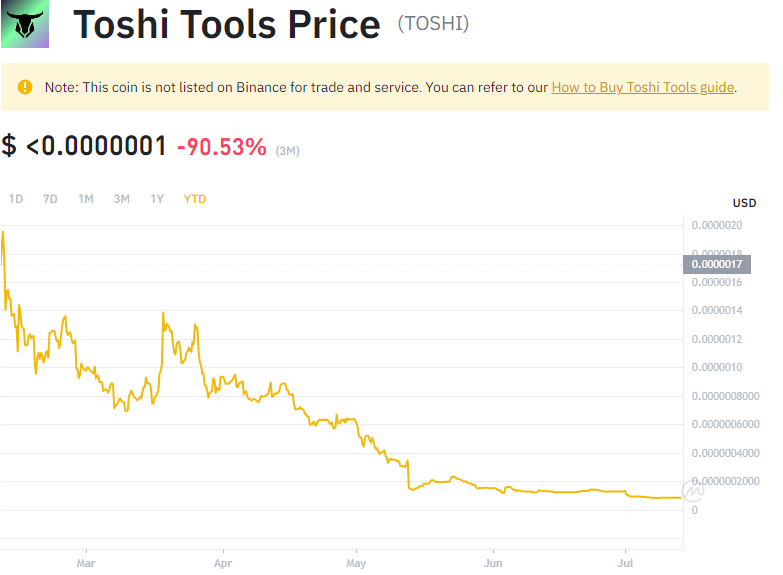 Toshi Tools Price (TOSHI)
Note: This coin is not listed on Binance for trade and service. You can refer to our How to Buy Toshi Tools guide.
$ <0.0000001 -90.53% (3M)
1D 7D 1M 3M 1Y YTD
USD
0.0000020
0.0000018
0.0000017
0.0000016
0.0000014
0.0000012
0.0000010
0.0000008000
0.0000006000
0.0000004000
0.0000002000
0
Mar Apr May Jun Jul